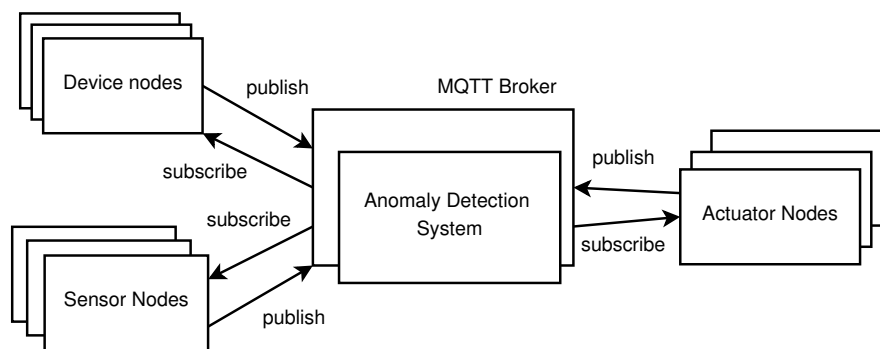 Device nodes
publish
MQTT Broker
subscribe
publish
Anomaly Detection
System
Actuator Nodes
subscribe
subscribe
Sensor Nodes
publish